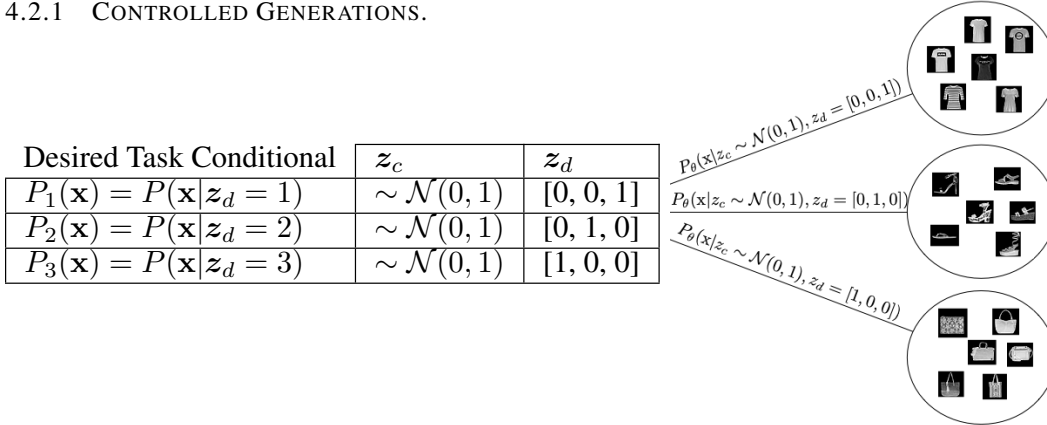 4.2.1 CONTROLLED GENERATIONS.
Desired Task Conditional z_c z_d
P_1(x) = P(x|z_d = 1) ∼ N(0, 1) [0, 0, 1]
P_2(x) = P(x|z_d = 2) ∼ N(0, 1) [0, 1, 0]
P_3(x) = P(x|z_d = 3) ∼ N(0, 1) [1, 0, 0]
P_θ(x|z_c ∼ N(0, 1), z_d = [0, 0, 1])
P_θ(x|z_c ∼ N(0, 1), z_d = [0, 1, 0])
P_θ(x|z_c ∼ N(0, 1), z_d = [1, 0, 0])